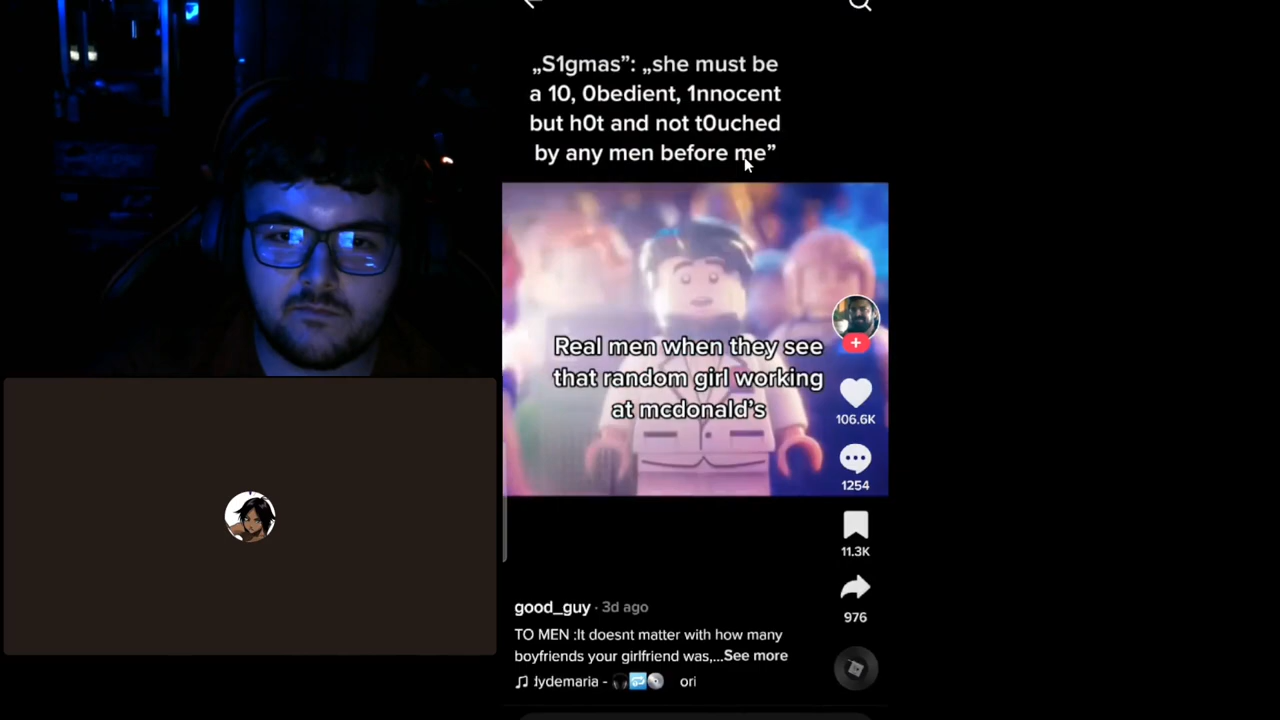 „S1gmas”: „she must be
a 10, 0bedient, 1nnocent
but h0t and not t0uched
by any men before me”
Real men when they see
that random girl working
at mcdonald's
106.6K
1254
11.3K
976
good_guy · 3d ago
TO MEN :It doesnt matter with how many
boyfriends your girlfriend was,...See more
lydemaria - ori